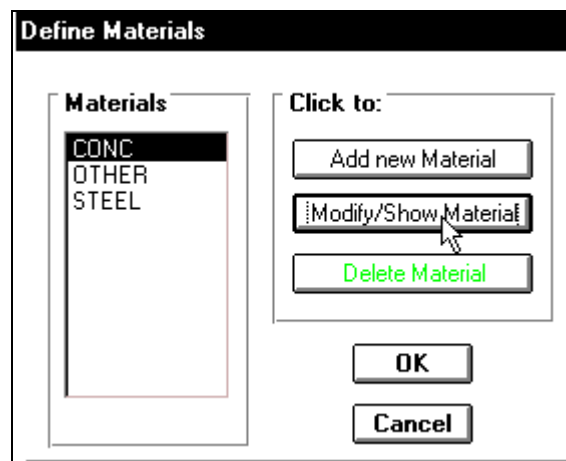 Define Materials
Materials
CONC
OTHER
STEEL
Click to:
Add new Material
Modify/Show Material
Delete Material
OK
Cancel